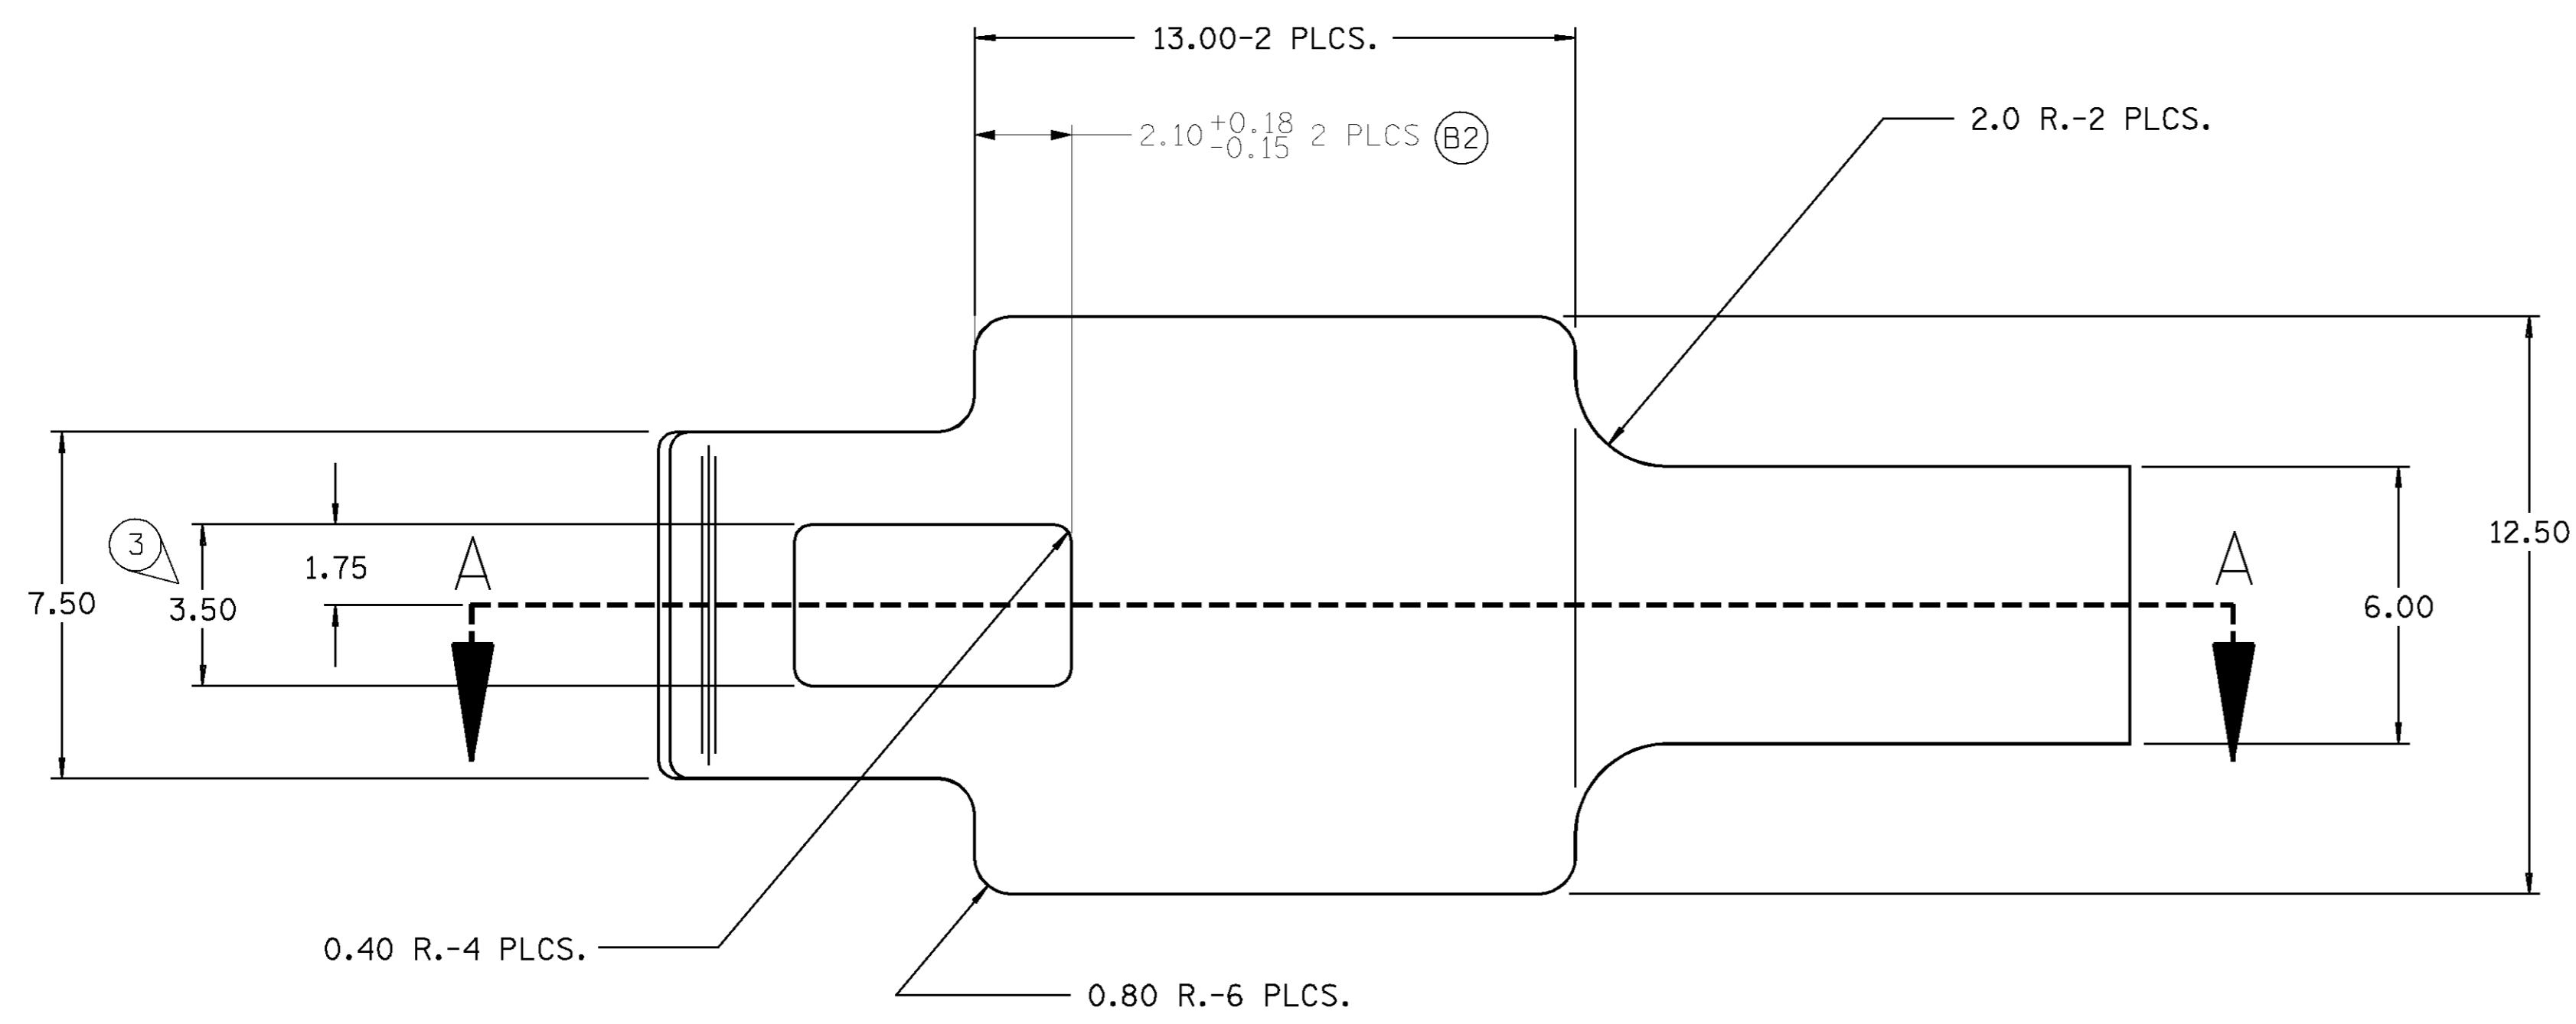 13.00-2 PLCS.
2.10 +0.18 -0.15 2 PLCS B2
2.0 R.-2 PLCS.
12.50
3
1.75
A
A
7.50
3.50
6.00
0.40 R.-4 PLCS.
0.80 R.-6 PLCS.